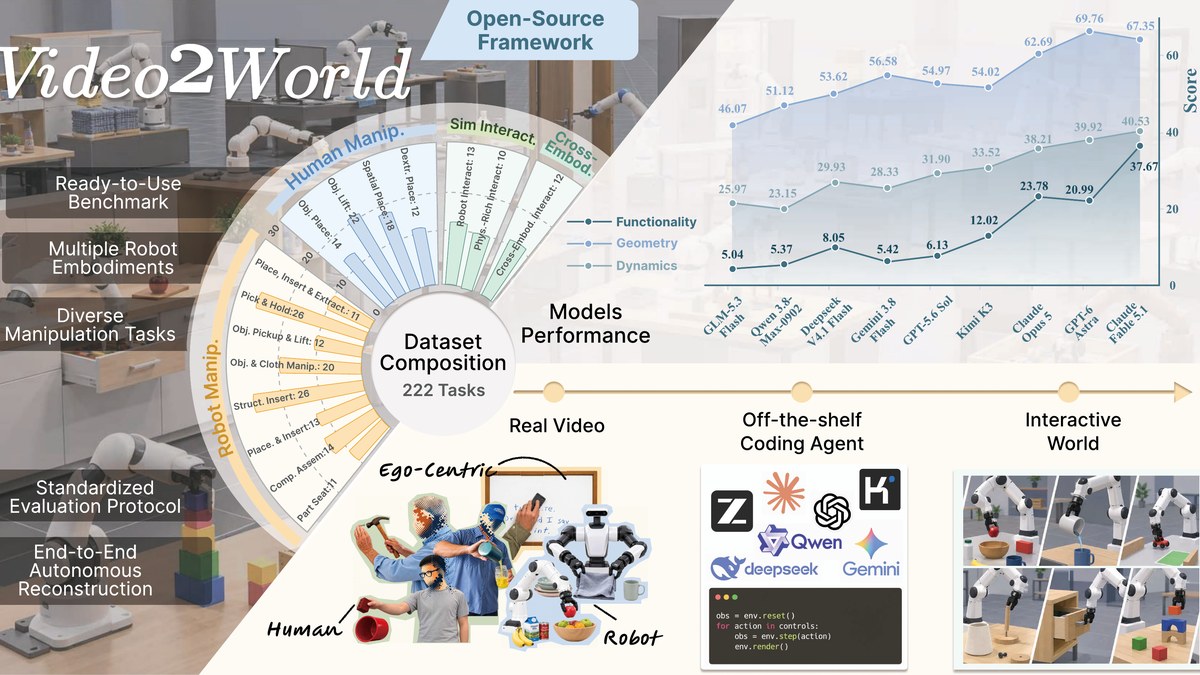 Open-Source
Framework
Video2World
Ready-to-Use
Benchmark
Multiple Robot
Embodiments
Diverse
Manipulation Tasks
Standardized
Evaluation Protocol
End-to-End
Autonomous
Reconstruction
Human Manip.
Sim Interact.
Cross-
Embod.
Robot Manip.
Obj. Place: 14
Obj. Lift: 22
Spatial Place: 18
Dextr. Place: 12
Robot Interact: 13
Phys.-Rich Interact: 10
Cross-Embod. Interact: 12
30
20
10
0
Place, Insert & Extract.: 11
Pick & Hold:26
Obj. Pickup & Lift: 12
Obj. & Cloth Manip.: 20
Struct. Insert: 26
Place. & Insert:13
Comp. Assem:14
Part Seat:11
Dataset
Composition
222 Tasks
Functionality
Geometry
Dynamics
Models
Performance
46.07
51.12
53.62
56.58
54.97
54.02
62.69
69.76
67.35
25.97
23.15
29.93
28.33
31.90
33.52
38.21
39.92
40.53
5.04
5.37
8.05
5.42
6.13
12.02
23.78
20.99
37.67
60
40
20
0
Score
GLM-5.3
Flash
Qwen 3.8-
Max-0902
Deepseek
V4.1 Flash
Gemini 3.8
Flash
GPT-5.6 Sol
Kimi K3
Claude
Opus 5
GPT-6
Astra
Claude
Fable 5.1
Real Video
Off-the-shelf
Coding Agent
Interactive
World
Ego-Centric
Human
Robot
Z
K
Qwen
deepseek
Gemini
obs = env.reset()
for action in controls:
obs = env.step(action)
env.render()